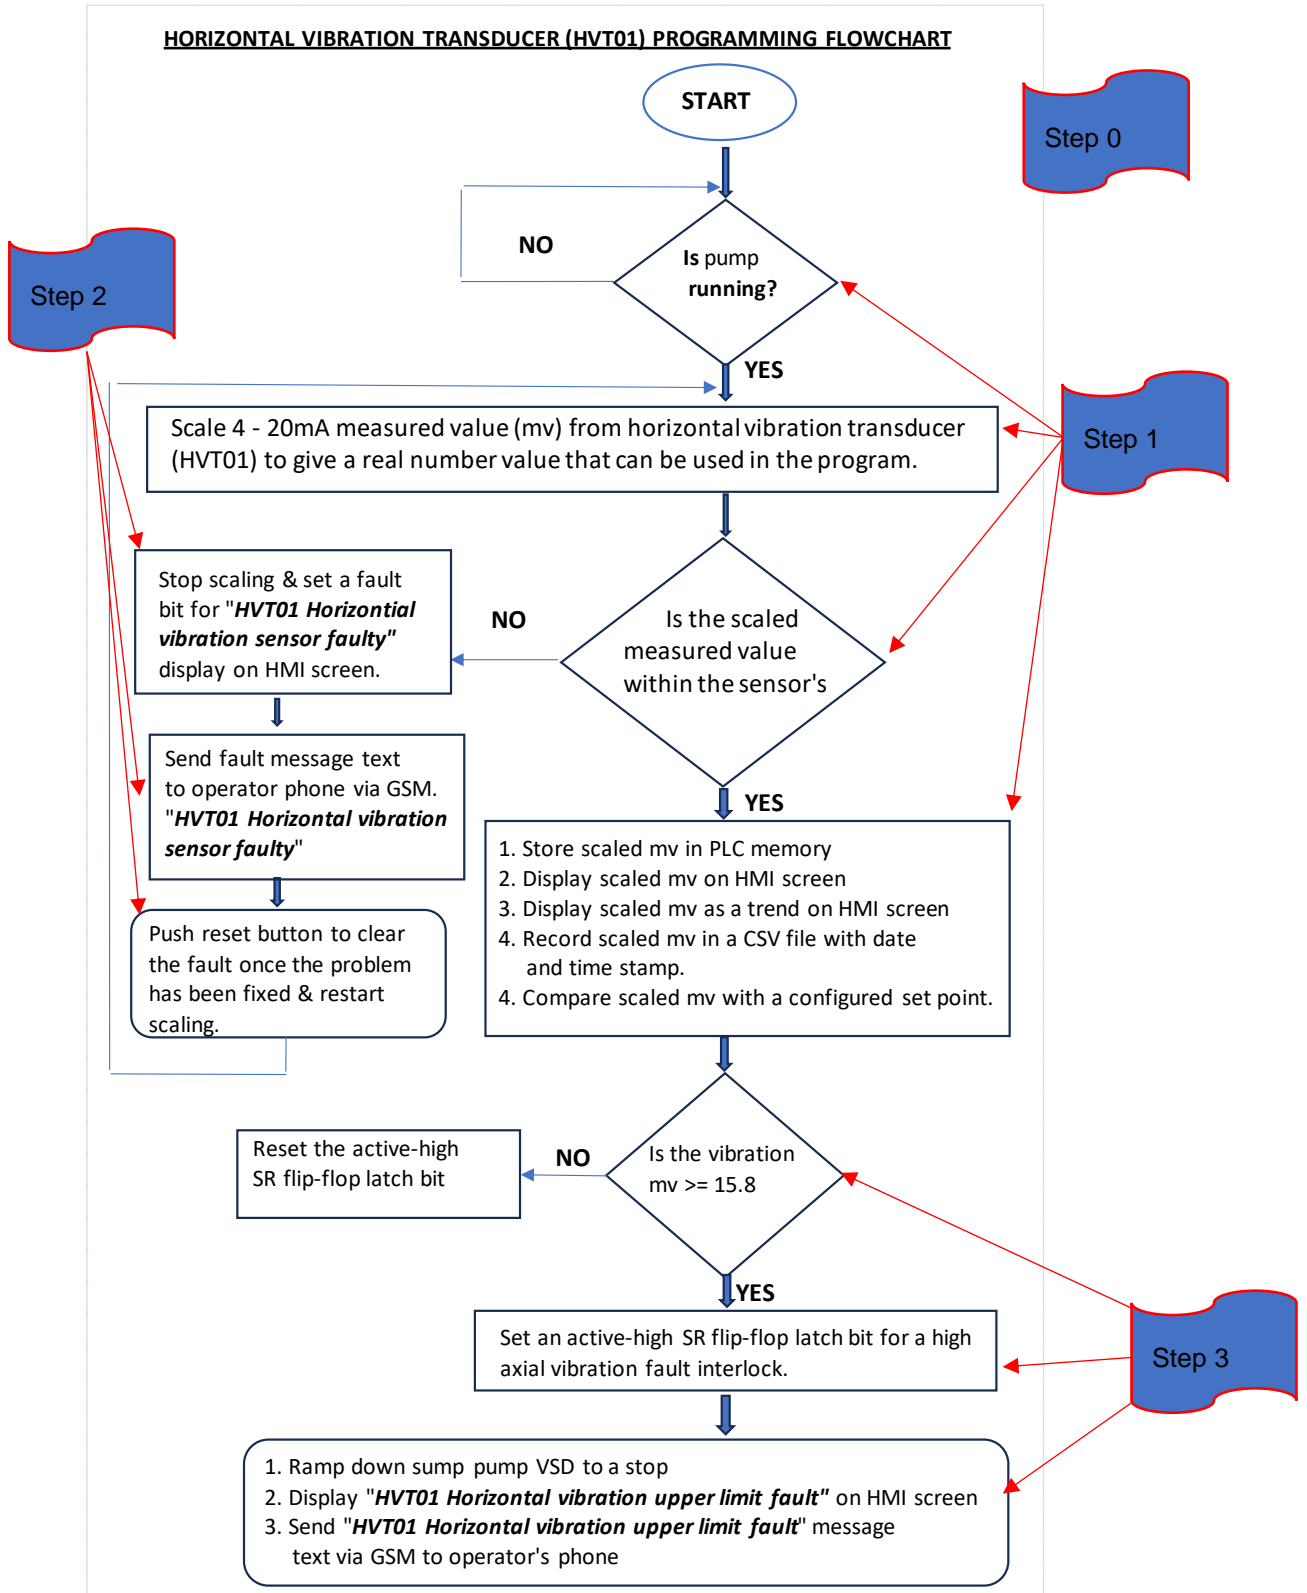 HORIZONTAL VIBRATION TRANSDUCER (HVT01) PROGRAMMING FLOWCHART
START
Step 0
NO
Is pump
running?
Step 2
YES
Scale 4 - 20mA measured value (mv) from horizontal vibration transducer
(HVT01) to give a real number value that can be used in the program.
Step 1
Stop scaling & set a fault
bit for "HVT01 Horizontial
vibration sensor faulty"
display on HMI screen.
NO
Is the scaled
measured value
within the sensor's
Send fault message text
to operator phone via GSM.
"HVT01 Horizontal vibration
sensor faulty"
YES
1. Store scaled mv in PLC memory
2. Display scaled mv on HMI screen
3. Display scaled mv as a trend on HMI screen
4. Record scaled mv in a CSV file with date
and time stamp.
4. Compare scaled mv with a configured set point.
Push reset button to clear
the fault once the problem
has been fixed & restart
scaling.
Reset the active-high
SR flip-flop latch bit
NO
Is the vibration
mv >= 15.8
YES
Set an active-high SR flip-flop latch bit for a high
axial vibration fault interlock.
Step 3
1. Ramp down sump pump VSD to a stop
2. Display "HVT01 Horizontal vibration upper limit fault" on HMI screen
3. Send "HVT01 Horizontal vibration upper limit fault" message
text via GSM to operator's phone